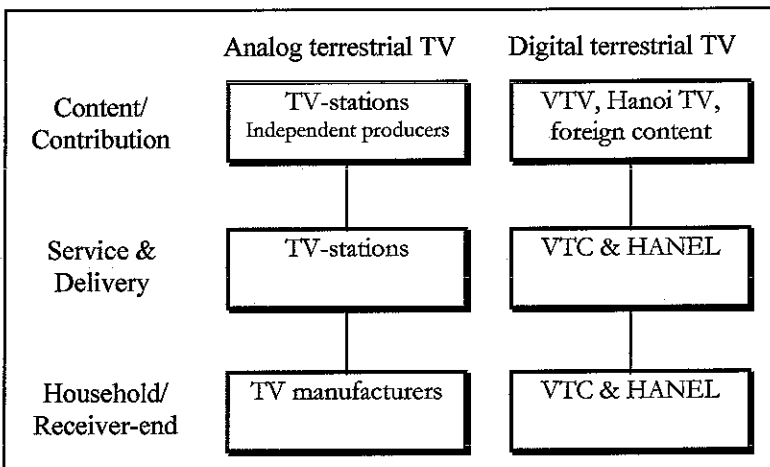 Analog terrestrial TV
Digital terrestrial TV
Content/
Contribution
TV-stations
Independent producers
VTV, Hanoi TV,
foreign content
Service &
Delivery
TV-stations
VTC & HANEL
Household/
Receiver-end
TV manufacturers
VTC & HANEL